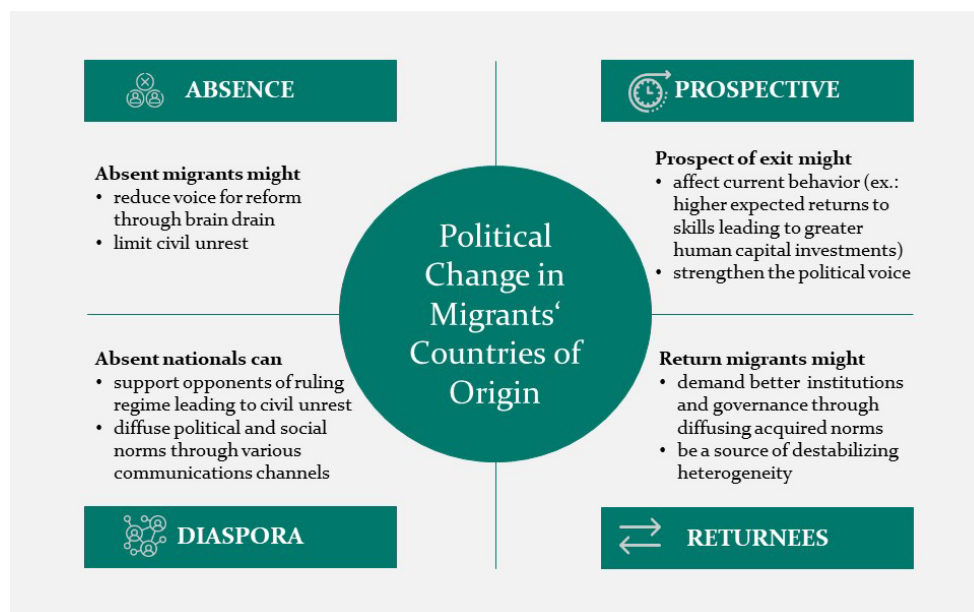 ABSENCE
Absent migrants might
• reduce voice for reform
through brain drain
• limit civil unrest
PROSPECTIVE
Prospect of exit might
• affect current behavior (ex.:
higher expected returns to
skills leading to greater
human capital investments)
• strengthen the political voice
Political
Change in
Migrants‘
Countries of
Origin
Absent nationals can
• support opponents of ruling
regime leading to civil unrest
• diffuse political and social
norms through various
communications channels
DIASPORA
Return migrants might
• demand better institutions
and governance through
diffusing acquired norms
• be a source of destabilizing
heterogeneity
RETURNEES